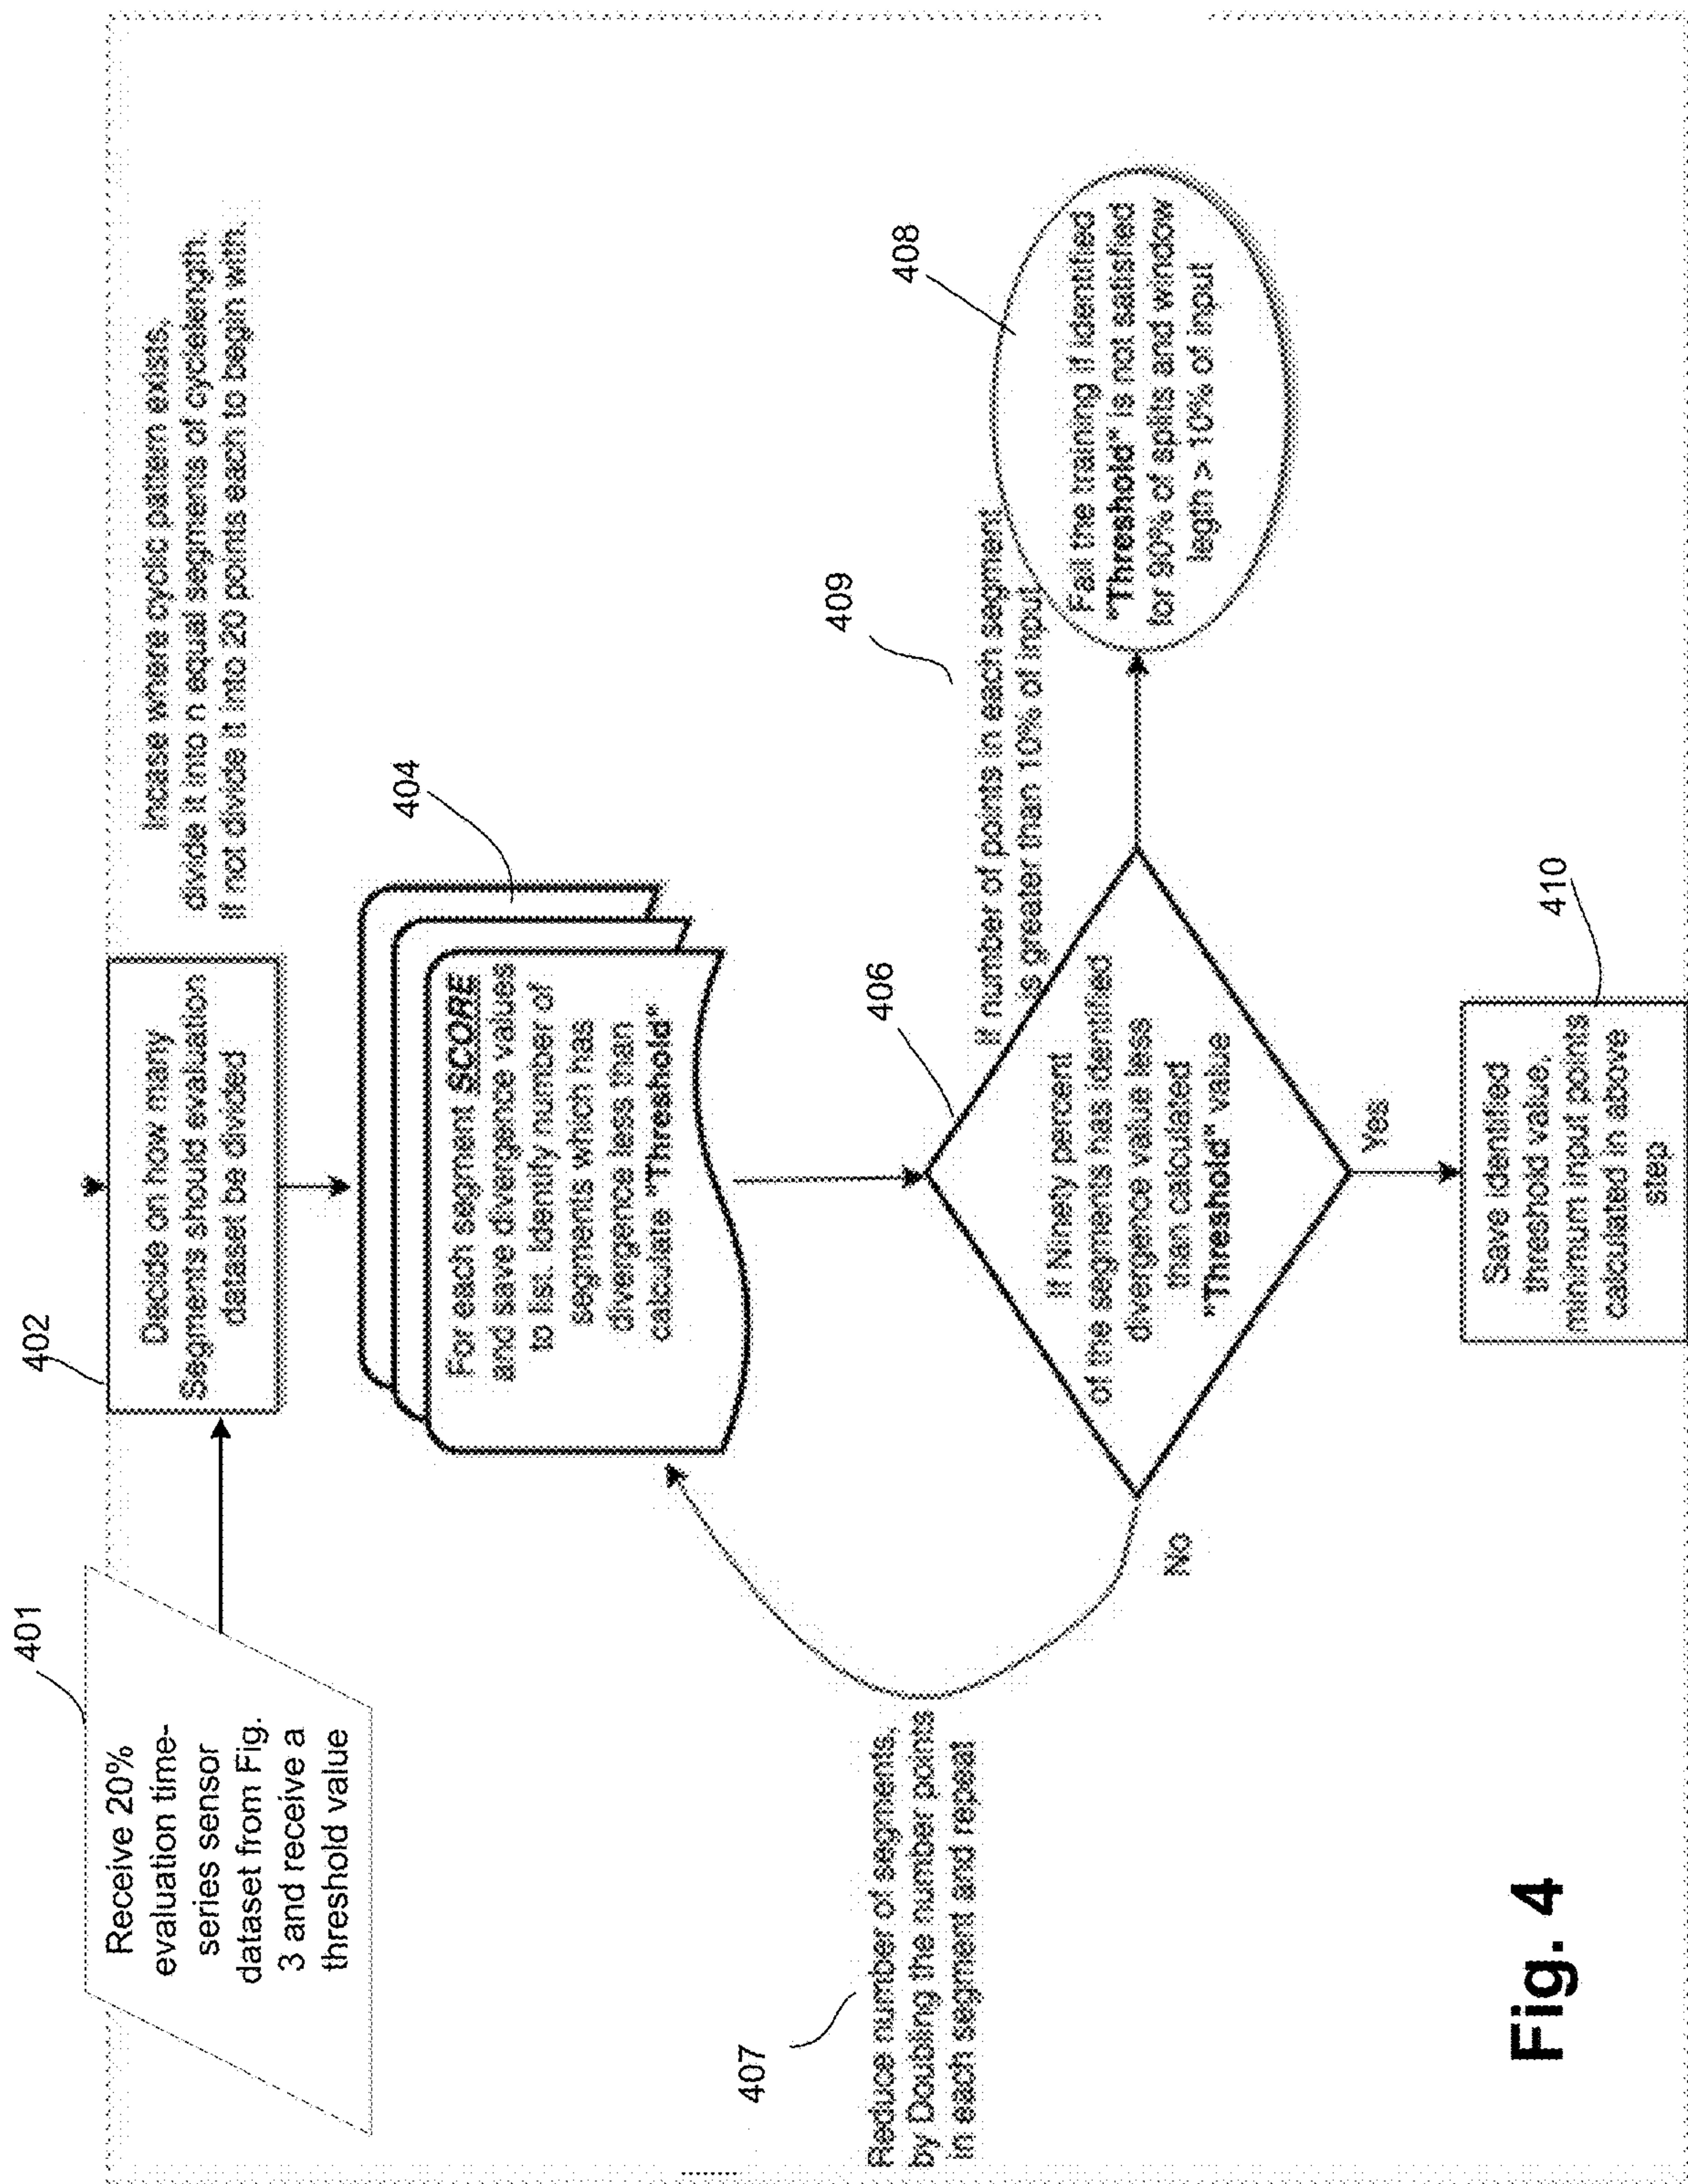 401
Receive 20%
evaluation time-
series sensor
dataset from Fig.
3 and receive a
threshold value
402
Decide on how many
Segments should evaluation
dataset be divided
Incase where cyclic pattern exists,
divide it into n equal segments of cyclelength.
If not divide it into 20 points each to begin with.
404
For each segment SCORE
and save divergence values
to list. Identify number of
segments which has
divergence less than
calculate "Threshold"
407
Reduce number of segments,
by Doubling the number points
in each segment and repeat
No
406
If Ninety percent
of the segments has identified
divergence value less
than calculated
"Threshold" value
409
If number of points in each segment
is greater than 10% of input
408
Fail the training if identified
"Threshold" is not satisfied
for 90% of splits and window
legth > 10% of input
Yes
410
Save identified
threshold value,
minimum input points
calculated in above
step
Fig. 4